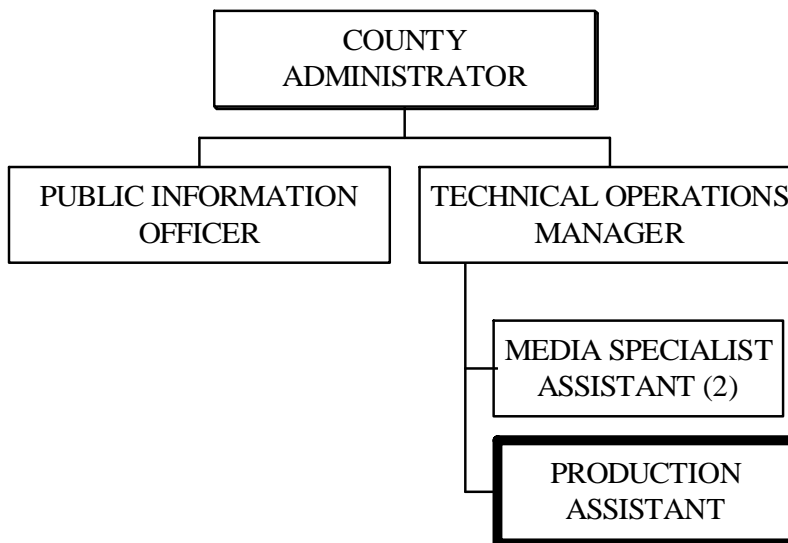 COUNTY
ADMINISTRATOR
PUBLIC INFORMATION
OFFICER
TECHNICAL OPERATIONS
MANAGER
MEDIA SPECIALIST
ASSISTANT (2)
PRODUCTION
ASSISTANT